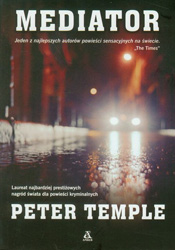 MEDIATOR
Jeden z najlepszych autorów powieści sensacyjnych na świecie.
„The Times”
Laureat najbardziej prestiżowych
nagród świata dla powieści kryminalnych
PETER TEMPLE